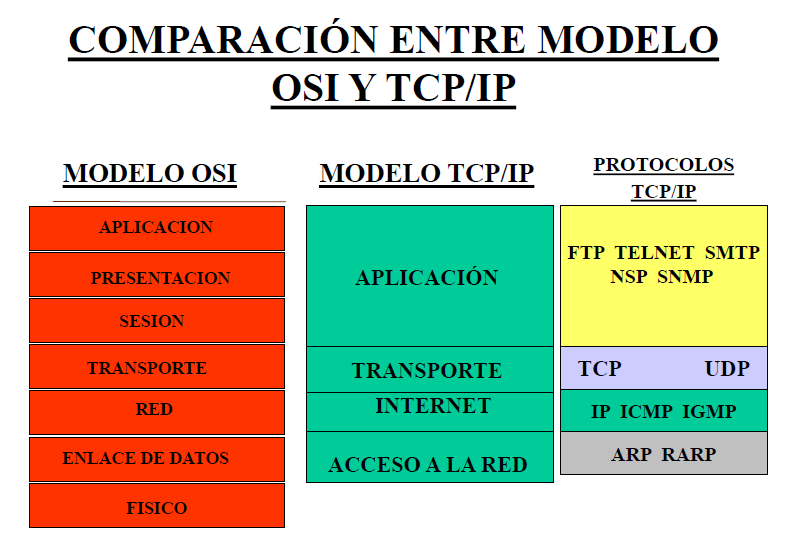 COMPARACIÓN ENTRE MODELO
OSI Y TCP/IP
MODELO OSI
APLICACION
PRESENTACION
SESION
TRANSPORTE
RED
ENLACE DE DATOS
FISICO
MODELO TCP/IP
APLICACIÓN
TRANSPORTE
INTERNET
ACCESO A LA RED
PROTOCOLOS
TCP/IP
FTP TELNET SMTP
NSP SNMP
TCP UDP
IP ICMP IGMP
ARP RARP